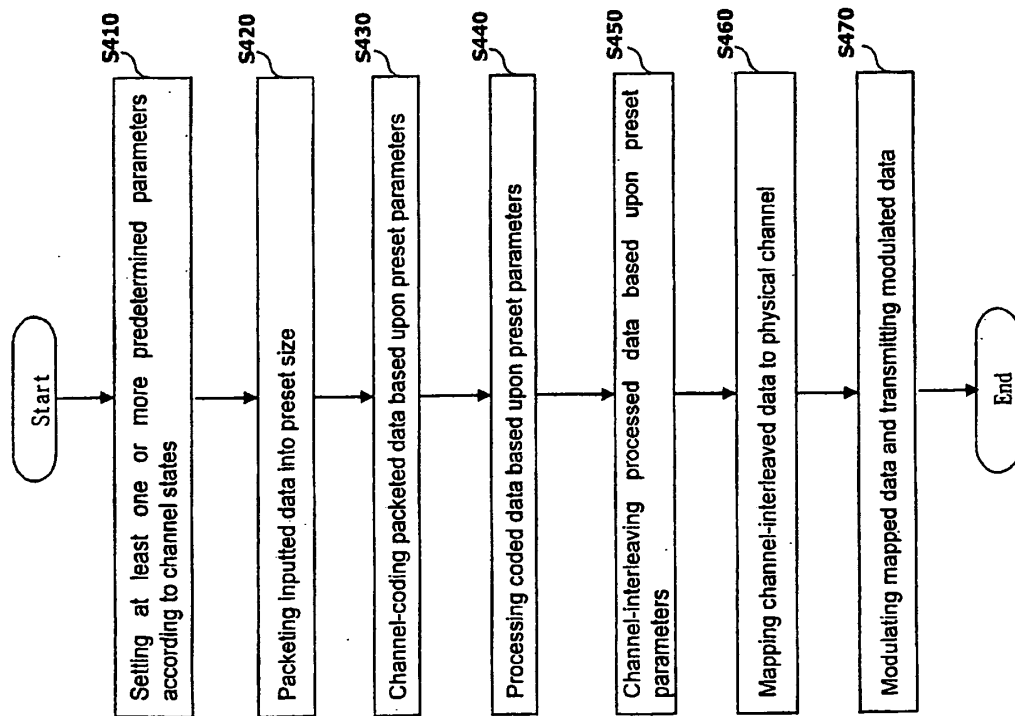 Start
S410
Setting at least one or more predetermined parameters
according to channel states
S420
Packeting inputted data into preset size
S430
Channel-coding packeted data based upon preset parameters
S440
Processing coded data based upon preset parameters
S450
Channel-interleaving processed data based upon preset
parameters
S460
Mapping channel-interleaved data to physical channel
S470
Modulating mapped data and transmitting modulated data
End